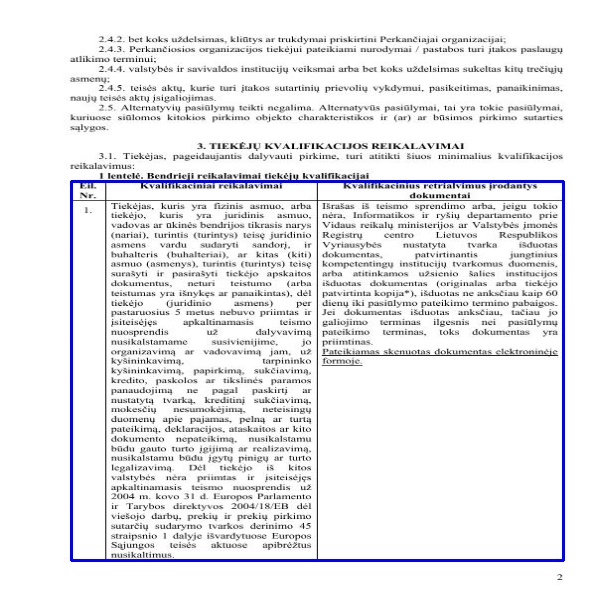 2.4.2. bet koks uždelsimas, kliūtys ar trukdymai priskirtini Perkančiajai organizacijai;
2.4.3. Perkančiosios organizacijos tiekėjui pateikiami nurodymai / pastabos turi įtakos paslaugų
atlikimo terminui;
2.4.4. valstybės ir savivaldos institucijų veiksmai arba bet koks uždelsimas sukeltas kitų trečiųjų
asmenų;
2.4.5. teisės aktų, kurie turi įtakos sutartinių prievolių vykdymui, pasikeitimas, panaikinimas,
naujų teisės aktų įsigaliojimas.
2.5. Alternatyvių pasiūlymų teikti negalima. Alternatyvūs pasiūlymai, tai yra tokie pasiūlymai,
kuriuose siūlomos kitokios pirkimo objekto charakteristikos ir (ar) ar būsimos pirkimo sutarties
sąlygos.
3. TIEKĖJŲ KVALIFIKACIJOS REIKALAVIMAI
3.1. Tiekėjas, pageidaujantis dalyvauti pirkime, turi atitikti šiuos minimalius kvalifikacijos
reikalavimus:
1 lentelė. Bendrieji reikalavimai tiekėjų kvalifikacijai
Eil.
Nr.
Kvalifikaciniai reikalavimai
Kvalifikacinius retrialvimus įrodantys
dokumentai
1.
Tiekėjas, kuris yra fizinis asmuo, arba
tiekėjo, kuris yra juridinis asmuo,
vadovas ar ūkinės bendrijos tikrasis narys
(nariai), turintis (turintys) teisę juridinio
asmens vardu sudaryti sandorį, ir
buhalteris (buhalteriai), ar kitas (kiti)
asmuo (asmenys), turintis (turintys) teisę
surašyti ir pasirašyti tiekėjo apskaitos
dokumentus, neturi teistumo (arba
teistumas yra išnykęs ar panaikintas), dėl
tiekėjo (juridinio asmens) per
pastaruosius 5 metus nebuvo priimtas ir
įsiteisėjęs apkaltinamasis teismo
nuosprendis už dalyvavimą
nusikalstamame susivienijime, jo
organizavimą ar vadovavimą jam, už
kyšininkavimą, tarpininko
kyšininkavimą, papirkimą, sukčiavimą,
kredito, paskolos ar tikslinės paramos
panaudojimą ne pagal paskirtį ar
nustatytą tvarką, kreditinį sukčiavimą,
mokesčių nesumokėjimą, neteisingų
duomenų apie pajamas, pelną ar turtą
pateikimą, deklaracijos, ataskaitos ar kito
dokumento nepateikimą, nusikalstamu
būdu gauto turto įgijimą ar realizavimą,
nusikalstamu būdu įgytų pinigų ar turto
legalizavimą. Dėl tiekėjo iš kitos
valstybės nėra priimtas ir įsiteisėjęs
apkaltinamasis teismo nuosprendis už
2004 m. kovo 31 d. Europos Parlamento
ir Tarybos direktyvos 2004/18/EB dėl
viešojo darbų, prekių ir prekių pirkimo
sutarčių sudarymo tvarkos derinimo 45
straipsnio 1 dalyje išvardytuose Europos
Sąjungos teisės aktuose apibrėžtus
nusikaltimus.
Išrašas iš teismo sprendimo arba, jeigu tokio
nėra, Informatikos ir ryšių departamento prie
Vidaus reikalų ministerijos ar Valstybės įmonės
Registrų centro Lietuvos Respublikos
Vyriausybės nustatyta tvarka išduotas
dokumentas, patvirtinantis jungtinius
kompetentingų institucijų tvarkomus duomenis,
arba atitinkamos užsienio šalies institucijos
išduotas dokumentas (originalas arba tiekėjo
patvirtinta kopija*), išduotas ne anksčiau kaip 60
dienų iki pasiūlymo pateikimo termino pabaigos.
Jei dokumentas išduotas anksčiau, tačiau jo
galiojimo terminas ilgesnis nei pasiūlymų
pateikimo terminas, toks dokumentas yra
priimtinas.
Pateikiamas skenuotas dokumentas elektroninėje
formoje.
2